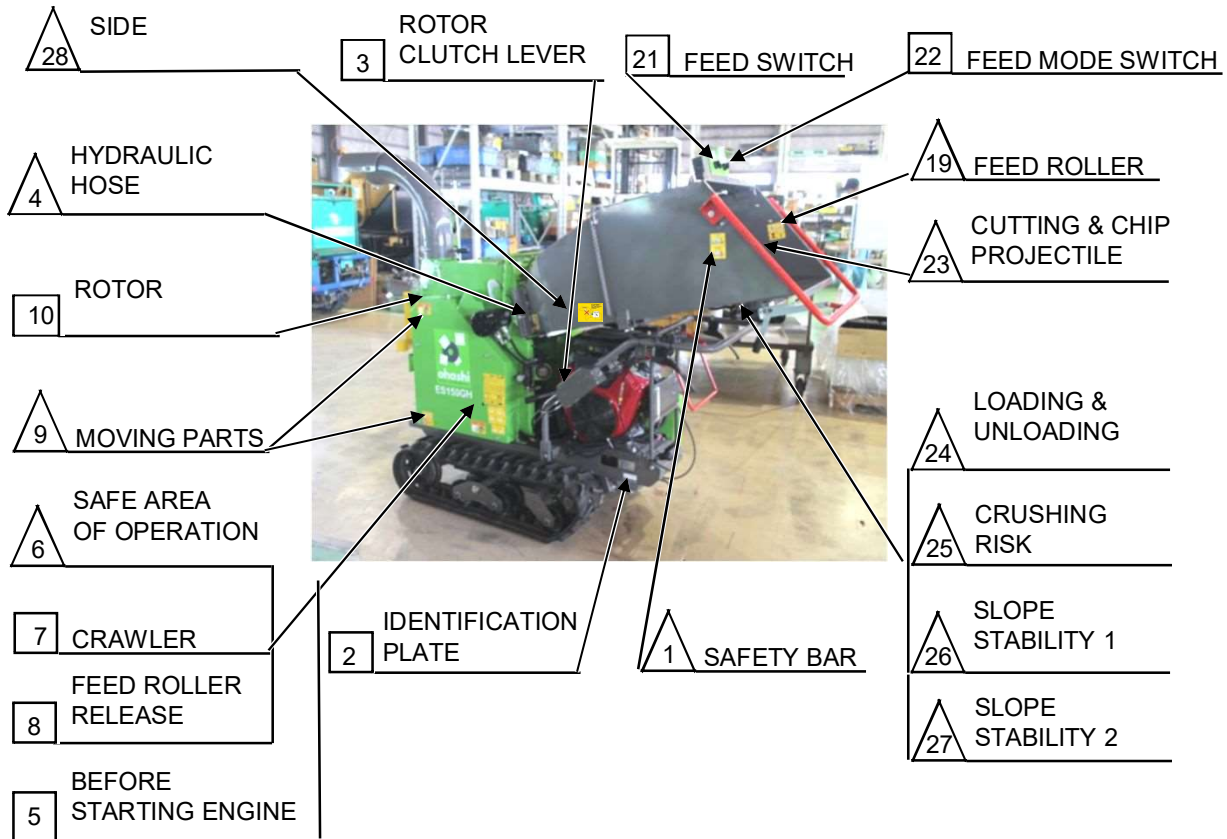 28 SIDE
3 ROTOR
CLUTCH LEVER
21 FEED SWITCH
22 FEED MODE SWITCH
4 HYDRAULIC
HOSE
19 FEED ROLLER
23 CUTTING & CHIP
PROJECTILE
10 ROTOR
ohashi
ES150GH
9 MOVING PARTS
24 LOADING &
UNLOADING
6 SAFE AREA
OF OPERATION
25 CRUSHING
RISK
7 CRAWLER
2 IDENTIFICATION
PLATE
1 SAFETY BAR
26 SLOPE
STABILITY 1
8 FEED ROLLER
RELEASE
27 SLOPE
STABILITY 2
5 BEFORE
STARTING ENGINE